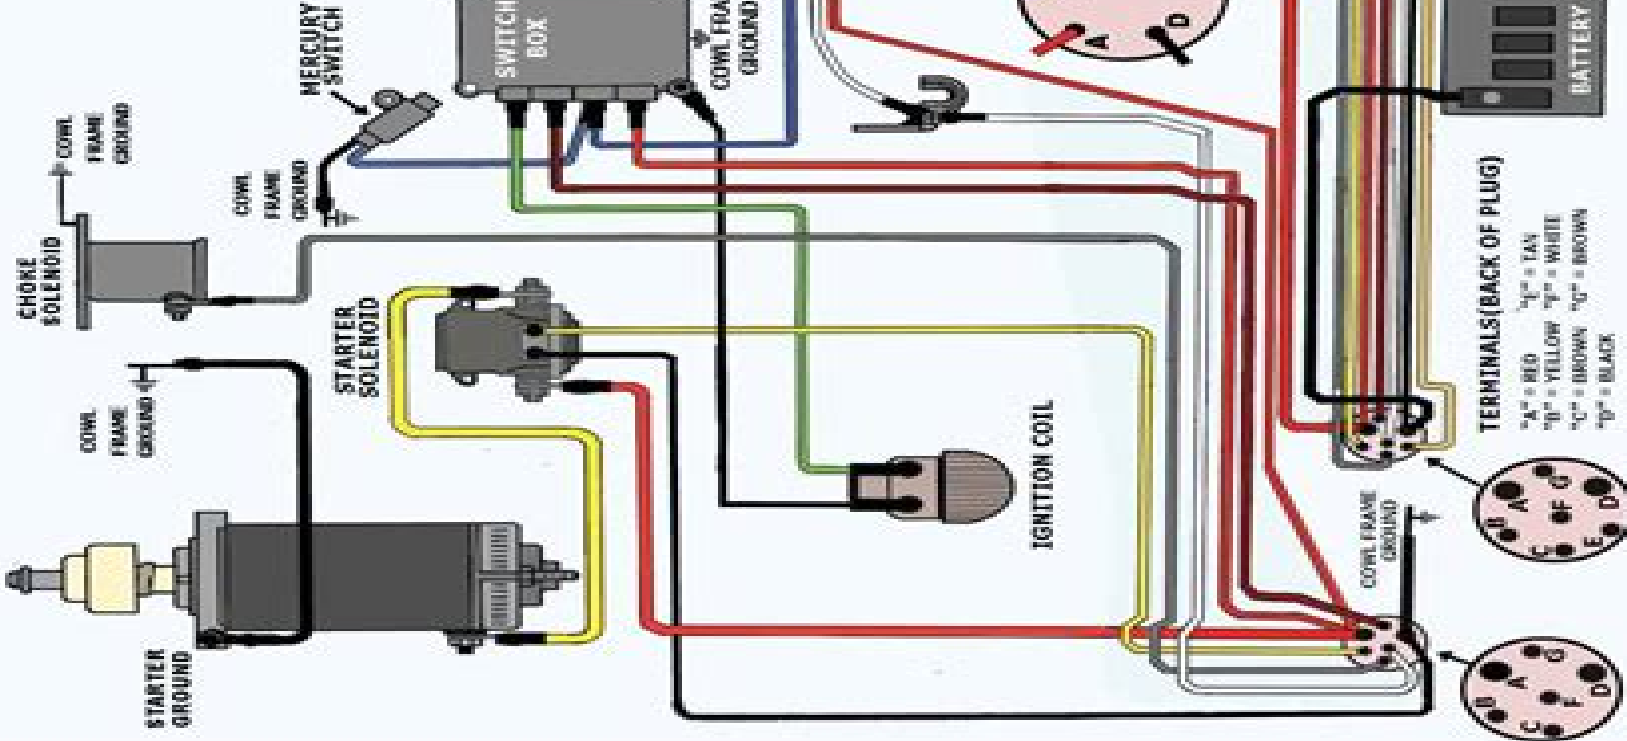 MERCURY
SWITCH
SWITCH
BOX
COWL FRA
GROUND
A
D
BATTERY
COWL
FRAME
GROUND
COWL
FRAME
GROUND
CHOKE
SOLENOID
STARTER
SOLENOID
COWL
FRAME
GROUND
IGNITION COIL
STARTER
GROUND
COWL FRAME
GROUND
TERMINALS(BACK OF PLUG)
"A" = RED "E" = TAN
"B" = YELLOW "F" = WHITE
"C" = BROWN "G" = BROWN
"D" = BLACK
B A G
C F E D
B A G
C F D